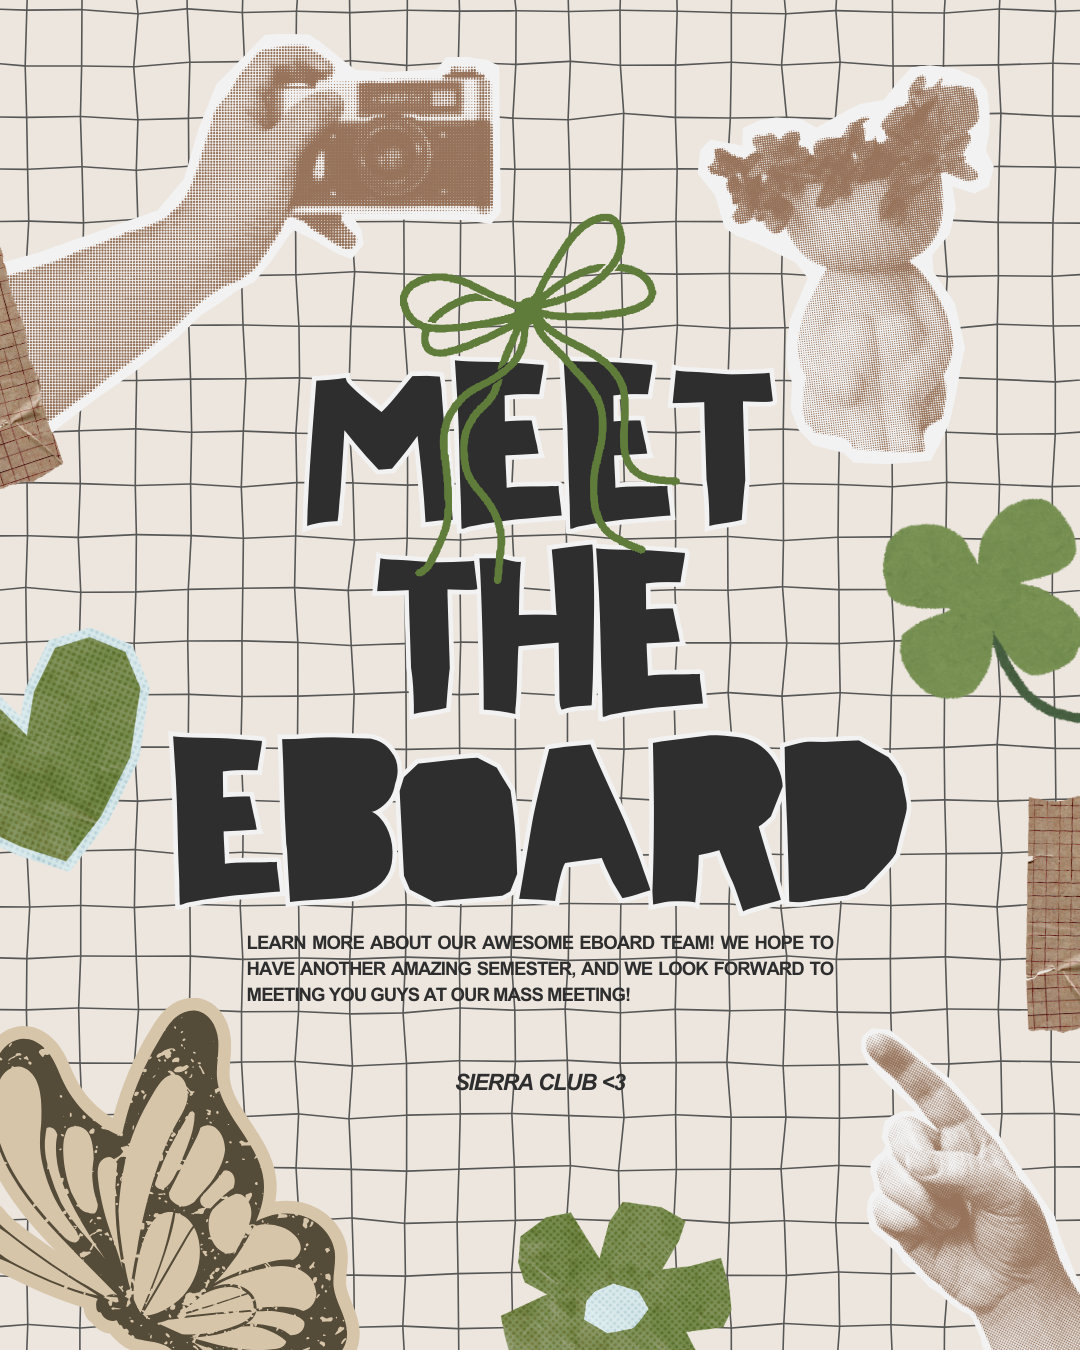 MEET
THE
EBOARD
LEARN MORE ABOUT OUR AWESOME EBOARD TEAM! WE HOPE TO
HAVE ANOTHER AMAZING SEMESTER, AND WE LOOK FORWARD TO
MEETING YOU GUYS AT OUR MASS MEETING!
SIERRA CLUB <3